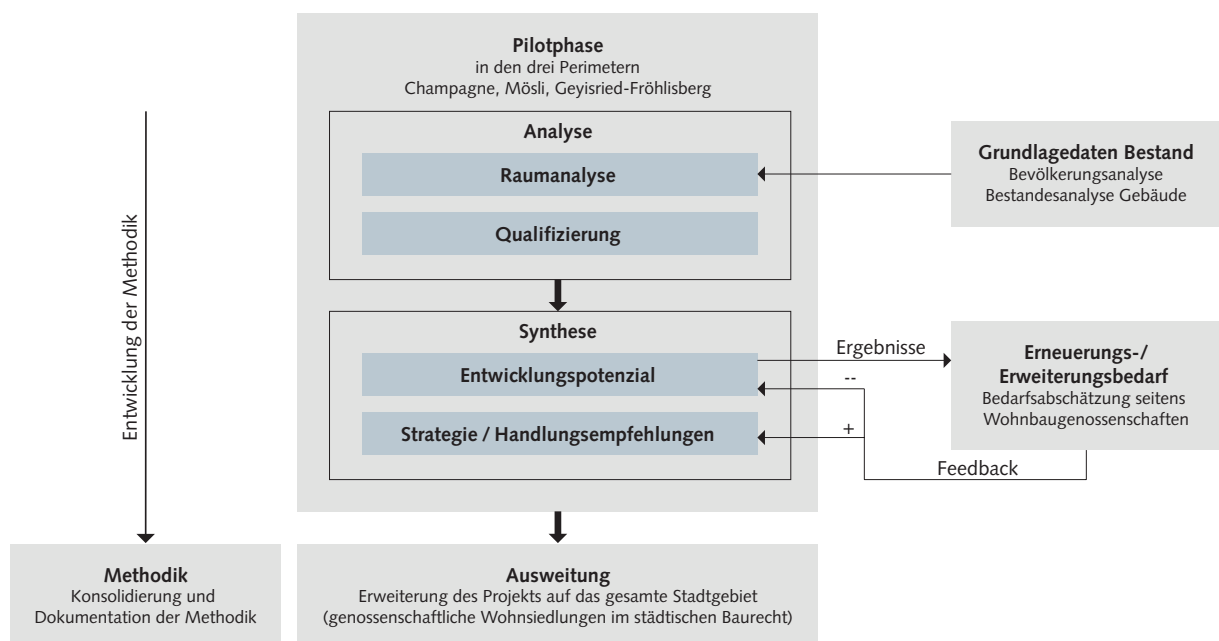 Pilotphase
in den drei Perimetern
Champagne, Mösli, Geyisried-Fröhlisberg
Analyse
Raumanalyse
Qualifizierung
Grundlagedaten Bestand
Bevölkerungsanalyse
Bestandesanalyse Gebäude
Entwicklung der Methodik
Synthese
Entwicklungspotenzial
Strategie / Handlungsempfehlungen
Ergebnisse
--
+
Feedback
Erneuerungs-/
Erweiterungsbedarf
Bedarfsabschätzung seitens
Wohnbaugenossenschaften
Methodik
Konsolidierung und
Dokumentation der Methodik
Ausweitung
Erweiterung des Projekts auf das gesamte Stadtgebiet
(genossenschaftliche Wohnsiedlungen im städtischen Baurecht)